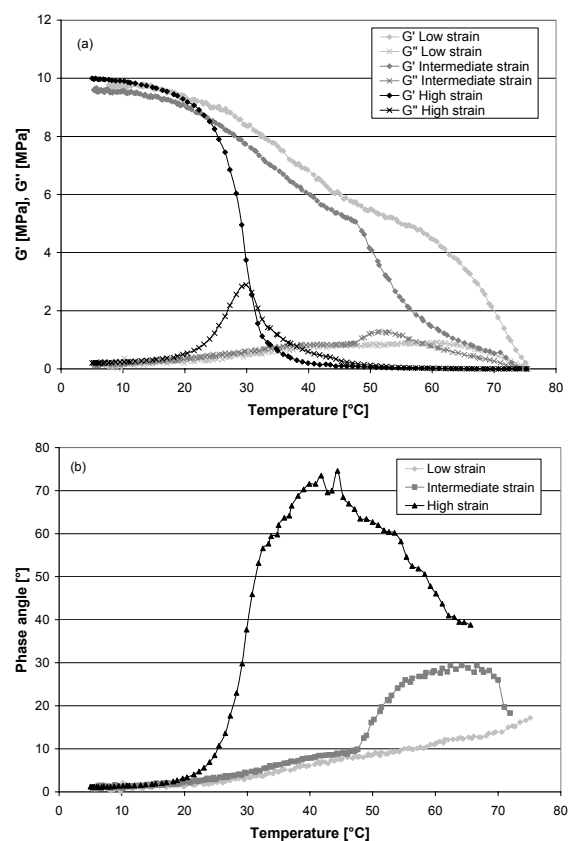 (a)
G' Low strain
G'' Low strain
G' Intermediate strain
G'' Intermediate strain
G' High strain
G'' High strain
G' [MPa], G'' [MPa]
12
10
8
6
4
2
0
0 10 20 30 40 50 60 70 80
Temperature [°C]
(b)
Low strain
Intermediate strain
High strain
Phase angle [°]
80
70
60
50
40
30
20
10
0
0 10 20 30 40 50 60 70 80
Temperature [°C]